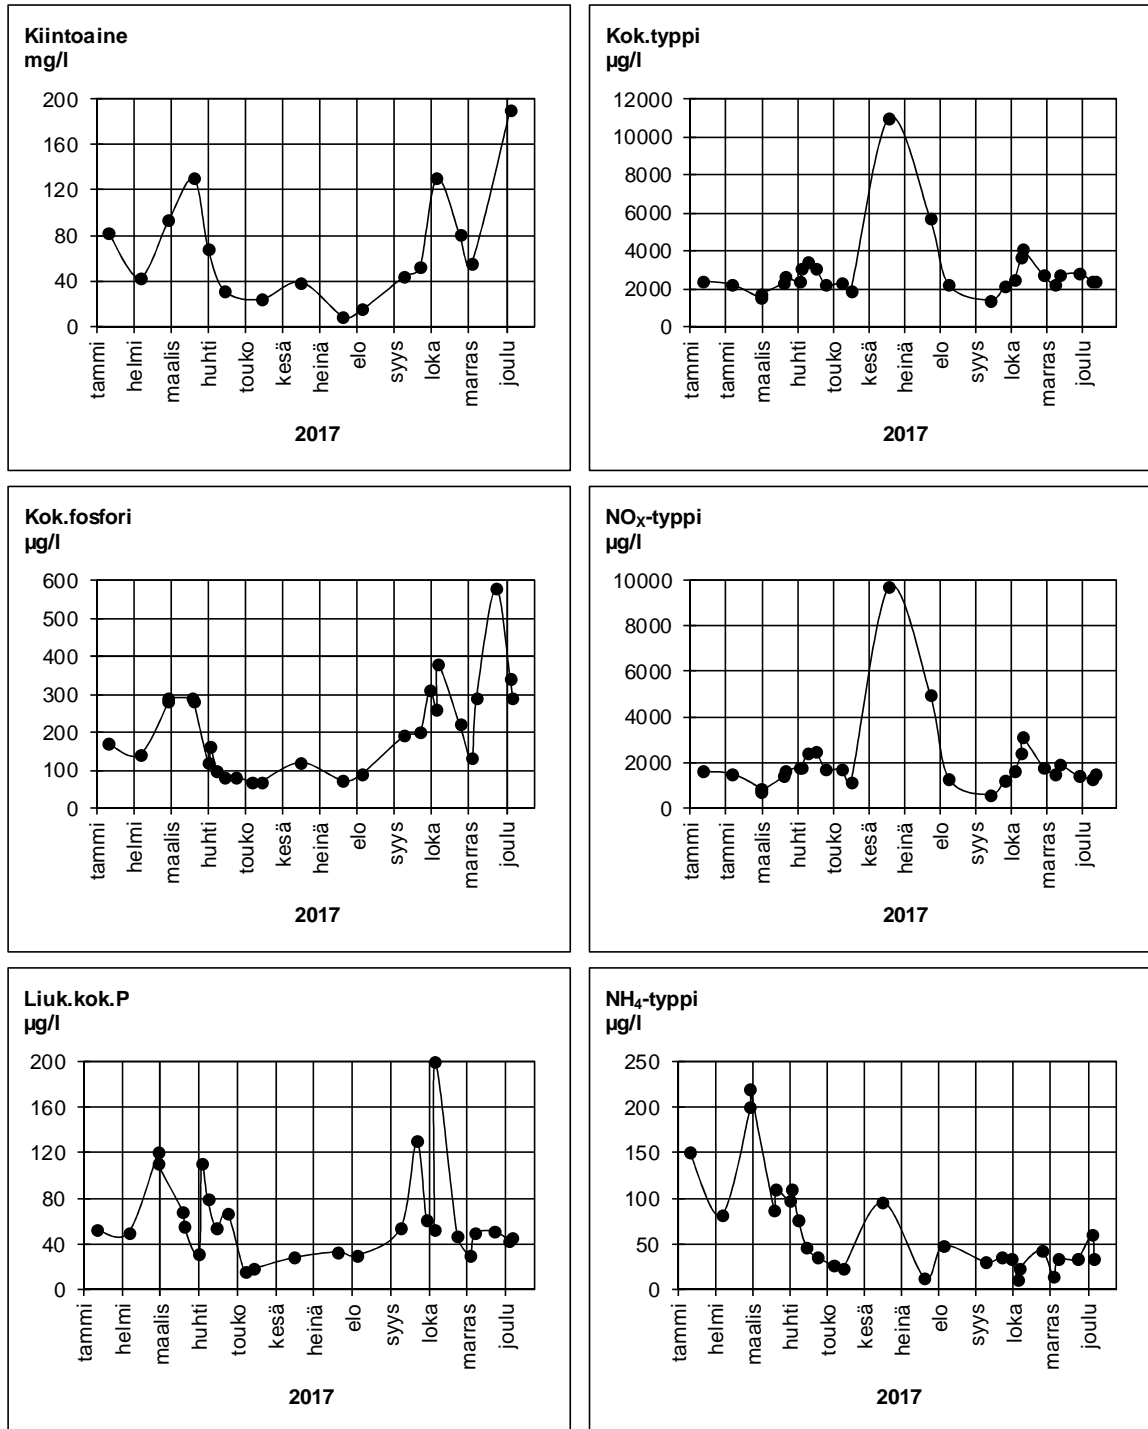 Kiintoaine
mg/l
200
160
120
80
40
0
tammi
helmi
maalis
huhti
touko
kesä
heinä
elo
syys
loka
marras
joulu
2017
Kok.typpi
µg/l
12000
10000
8000
6000
4000
2000
0
tammi
tammi
maalis
huhti
touko
kesä
heinä
elo
syys
loka
marras
joulu
2017
Kok.fosfori
µg/l
600
500
400
300
200
100
0
tammi
helmi
maalis
huhti
touko
kesä
heinä
elo
syys
loka
marras
joulu
2017
NOX-typpi
µg/l
10000
8000
6000
4000
2000
0
tammi
tammi
maalis
huhti
touko
kesä
heinä
elo
syys
loka
marras
joulu
2017
Liuk.kok.P
µg/l
200
160
120
80
40
0
tammi
helmi
maalis
huhti
touko
kesä
heinä
elo
syys
loka
marras
joulu
2017
NH4-typpi
µg/l
250
200
150
100
50
0
tammi
helmi
maalis
huhti
touko
kesä
heinä
elo
syys
loka
marras
joulu
2017